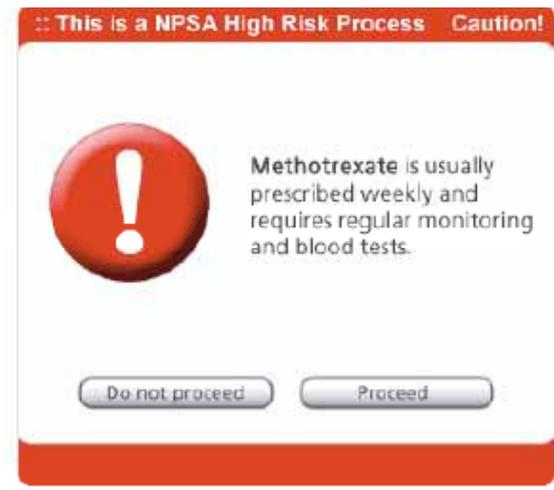 :: This is a NPSA High Risk Process Caution!
!
Methotrexate is usually
prescribed weekly and
requires regular monitoring
and blood tests.
Do not proceed Proceed